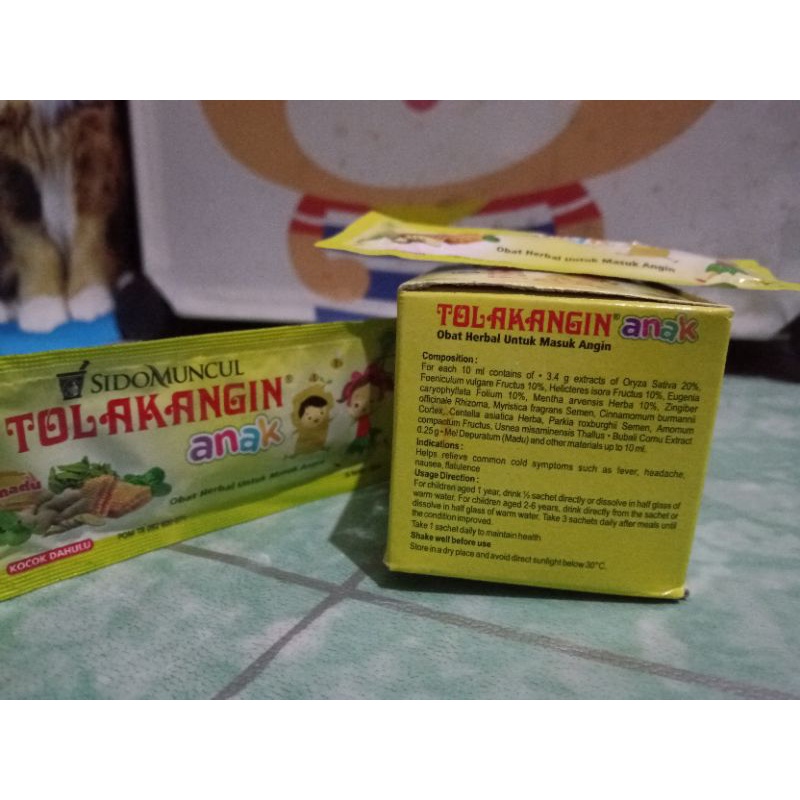 Obat Herbal Untuk Masuk Angin
TOLAKANGIN® anak
Obat Herbal Untuk Masuk Angin
Composition :
For each 10 ml contains of • 3.4 g extracts of Oryza Sativa 20%,
Foeniculum vulgare Fructus 10%, Helicteres isora Fructus 10%, Eugenia
caryophyllata Folium 10%, Mentha arvensis Herba 10%, Zingiber
officinale Rhizoma, Myristica fragrans Semen, Cinnamomum burmannii
Cortex, Centella asiatica Herba, Parkia roxburghii Semen, Amomum
compactum Fructus, Usnea misaminensis Thallus • Bubali Cornu Extract
0.25 g • Mel Depuratum (Madu) and other materials up to 10 ml.
Indications :
Helps relieve common cold symptoms such as fever, headache,
nausea, flatulence
Usage Direction :
For children aged 1 year, drink ½ sachet directly or dissolve in half glass of
warm water. For children aged 2-6 years, drink directly from the sachet or
dissolve in half glass of warm water. Take 3 sachets daily after meals until
the condition improved.
Take 1 sachet daily to maintain health
Shake well before use
Store in a dry place and avoid direct sunlight below 30°C.
SIDOMUNCUL
TOLAKANGIN®
anak
madu
Obat Herbal Untuk Masuk Angin
POM TR
KOCOK DAHULU